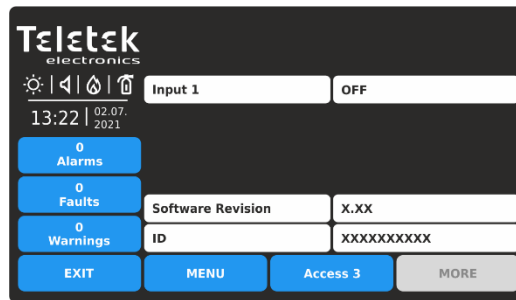 Teletek
electronics
13:22 02.07.
2021
Input 1 OFF
0
Alarms
0
Faults
0
Warnings
Software Revision X.XX
ID XXXXXXXXXX
EXIT MENU Access 3 MORE